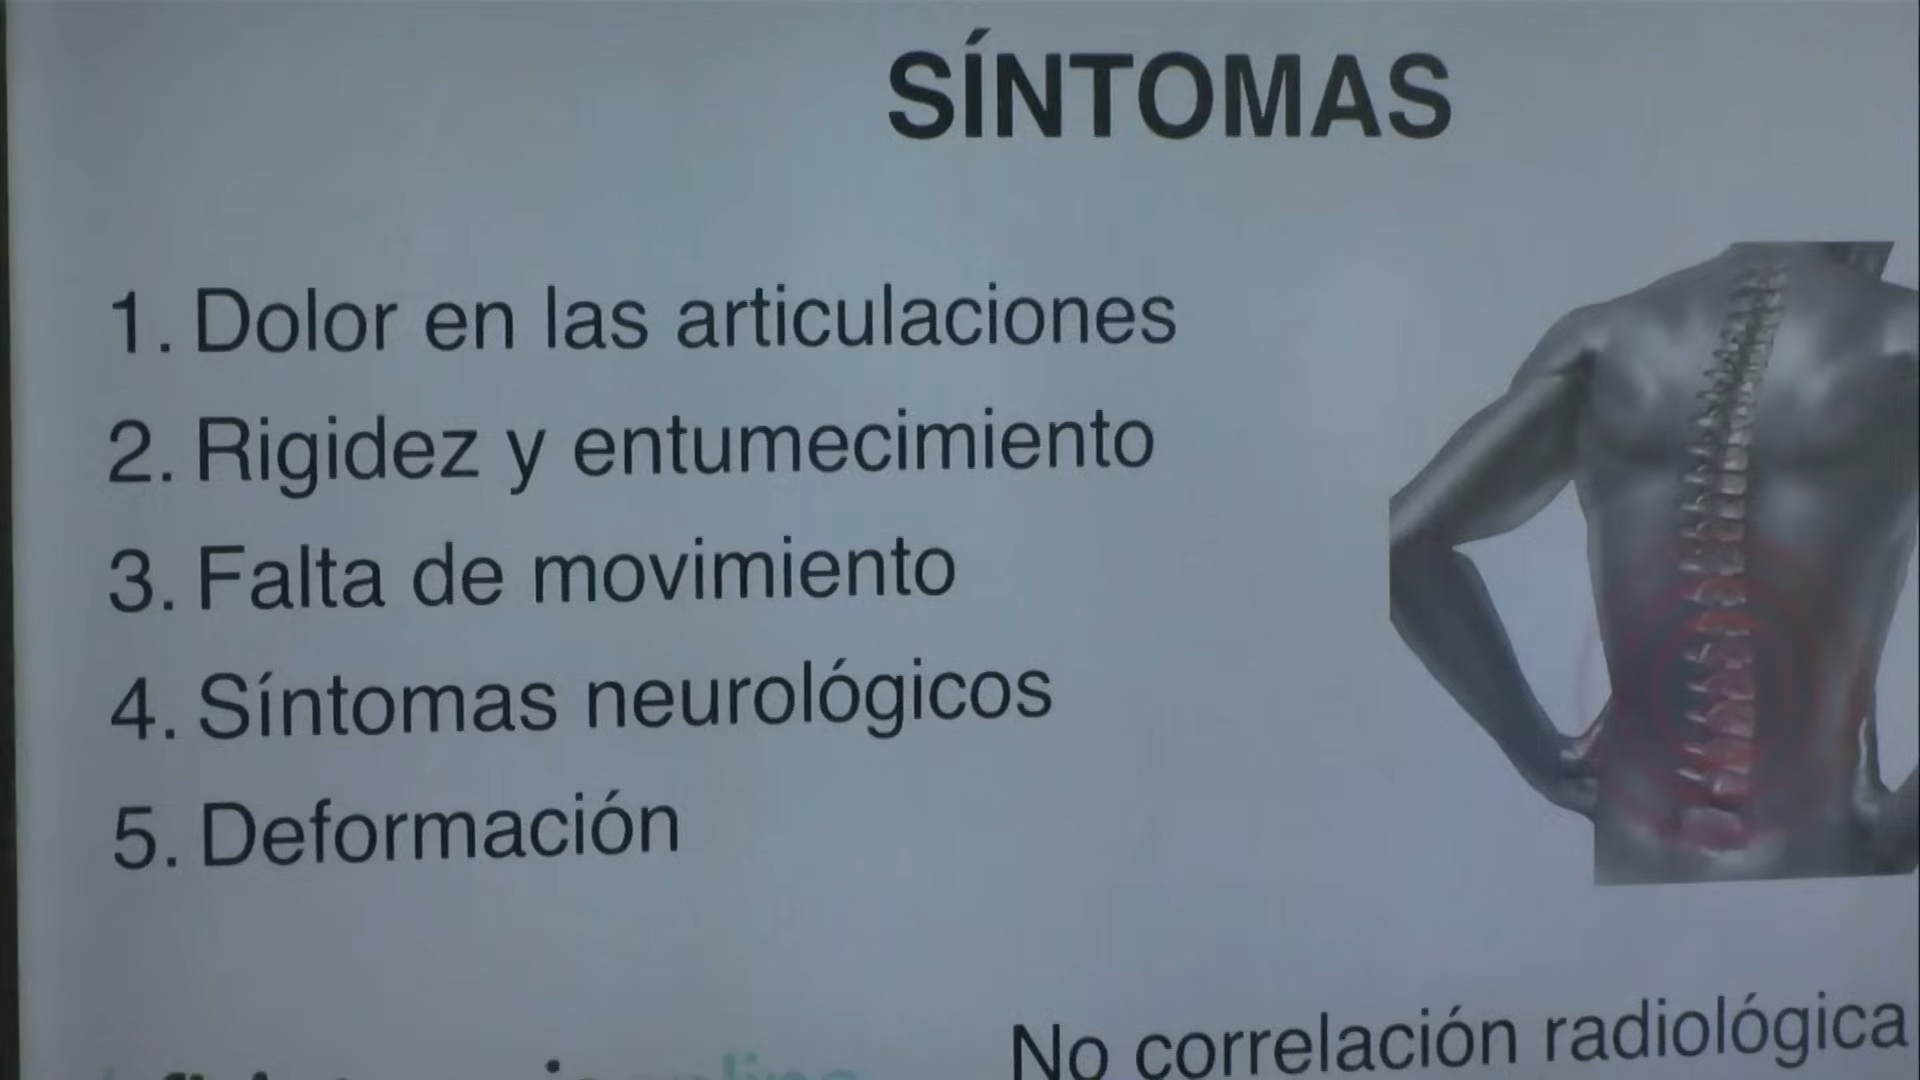 SÍNTOMAS
1. Dolor en las articulaciones
2. Rigidez y entumecimiento
3. Falta de movimiento
4. Síntomas neurológicos
5. Deformación
No correlación radiológica